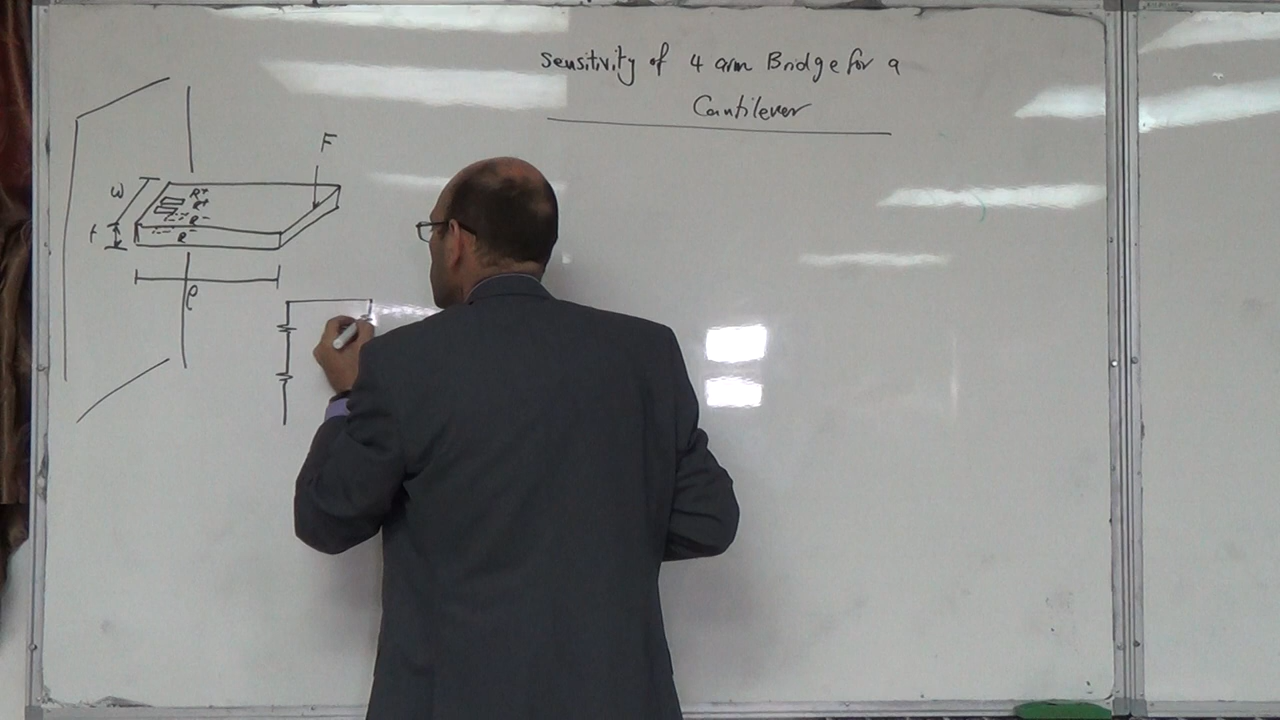 Sensitivity of 4 arm Bridge for a
Cantilever
F
w
R+
R+
R-
t
R-
l